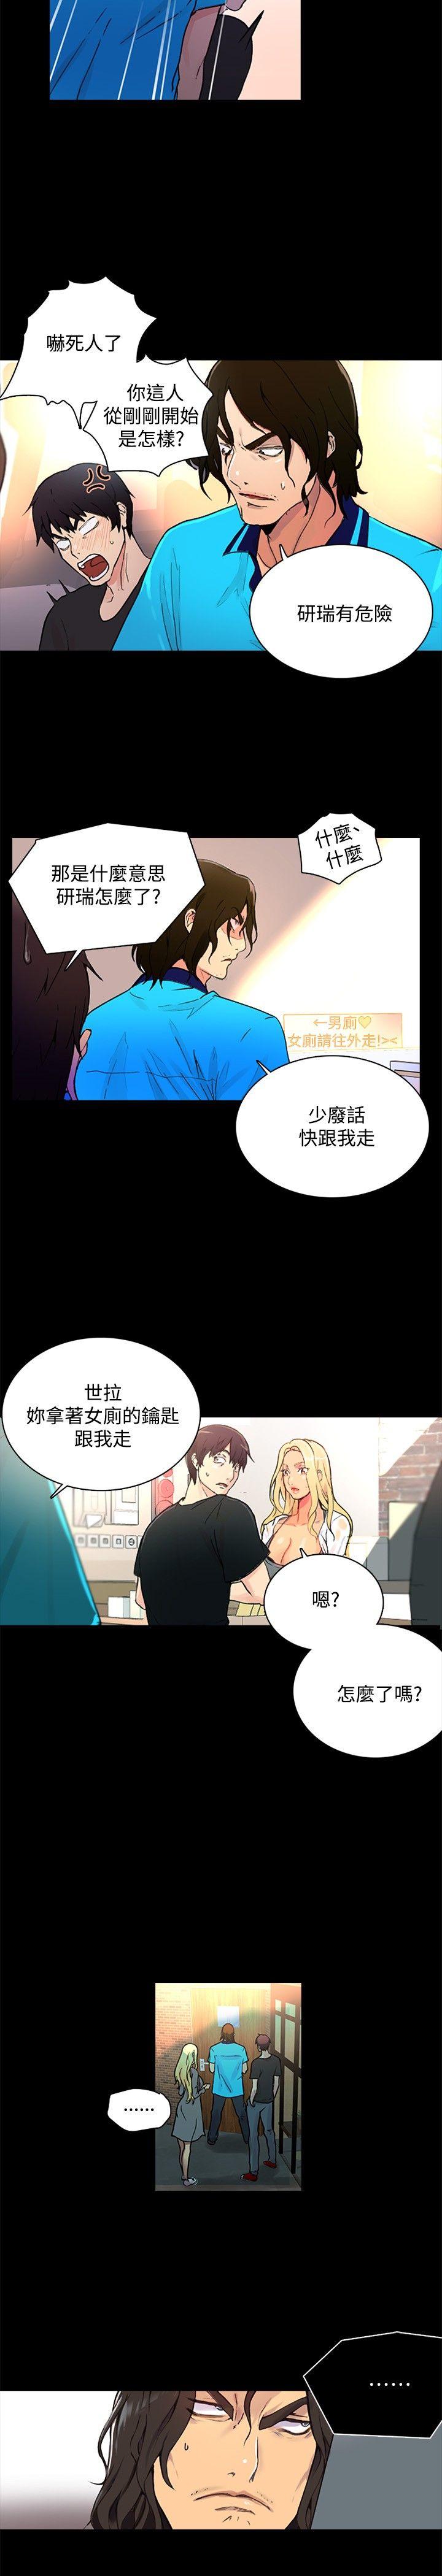 嚇死人了
你這人
從剛剛開始
是怎樣?
研瑞有危險
什麼、
什麼
那是什麼意思
研瑞怎麼了?
←男廁💛
女廁請往外走!><
少廢話
快跟我走
世拉
妳拿著女廁的鑰匙
跟我走
嗯?
怎麼了嗎?
……
……